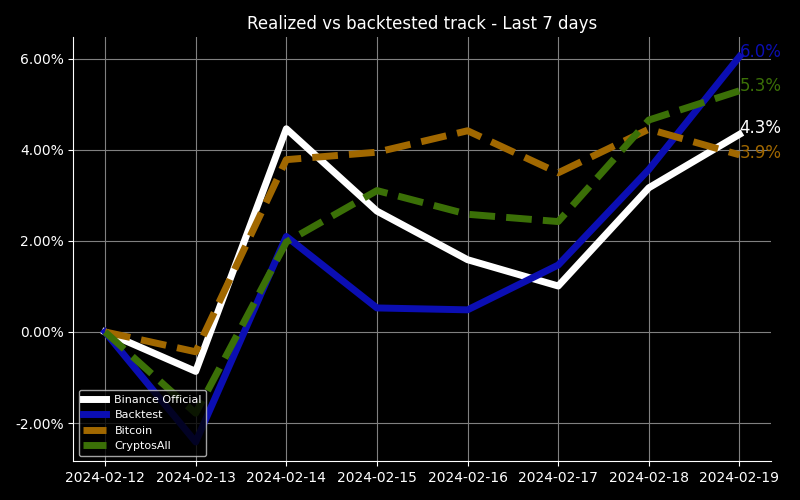 Realized vs backtested track - Last 7 days
6.00%
4.00%
2.00%
0.00%
-2.00%
6.0%
5.3%
4.3%
3.9%
Binance Official
Backtest
Bitcoin
CryptosAll
2024-02-12 2024-02-13 2024-02-14 2024-02-15 2024-02-16 2024-02-17 2024-02-18 2024-02-19